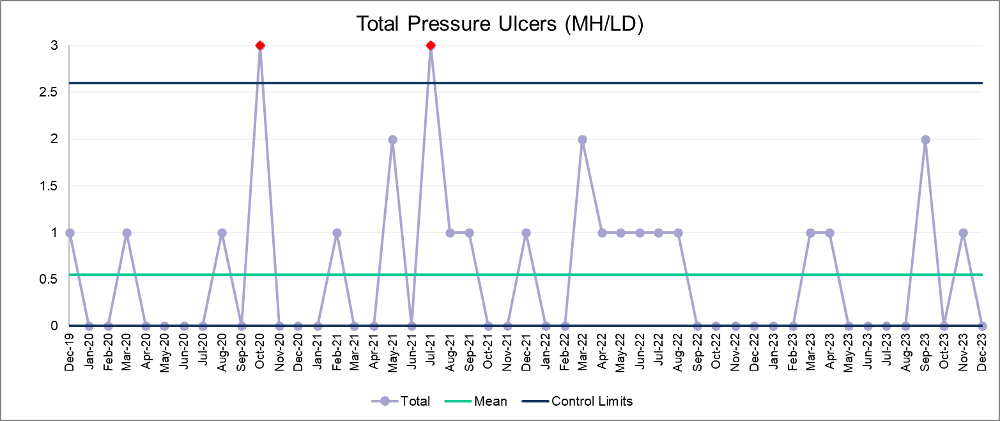 Total Pressure Ulcers (MH/LD)
3
2.5
2
1.5
1
0.5
0
Dec-19
Jan-20
Feb-20
Mar-20
Apr-20
May-20
Jun-20
Jul-20
Aug-20
Sep-20
Oct-20
Nov-20
Dec-20
Jan-21
Feb-21
Mar-21
Apr-21
May-21
Jun-21
Jul-21
Aug-21
Sep-21
Oct-21
Nov-21
Dec-21
Jan-22
Feb-22
Mar-22
Apr-22
May-22
Jun-22
Jul-22
Aug-22
Sep-22
Oct-22
Nov-22
Dec-22
Jan-23
Feb-23
Mar-23
Apr-23
May-23
Jun-23
Jul-23
Aug-23
Sep-23
Oct-23
Nov-23
Dec-23
Total Mean Control Limits